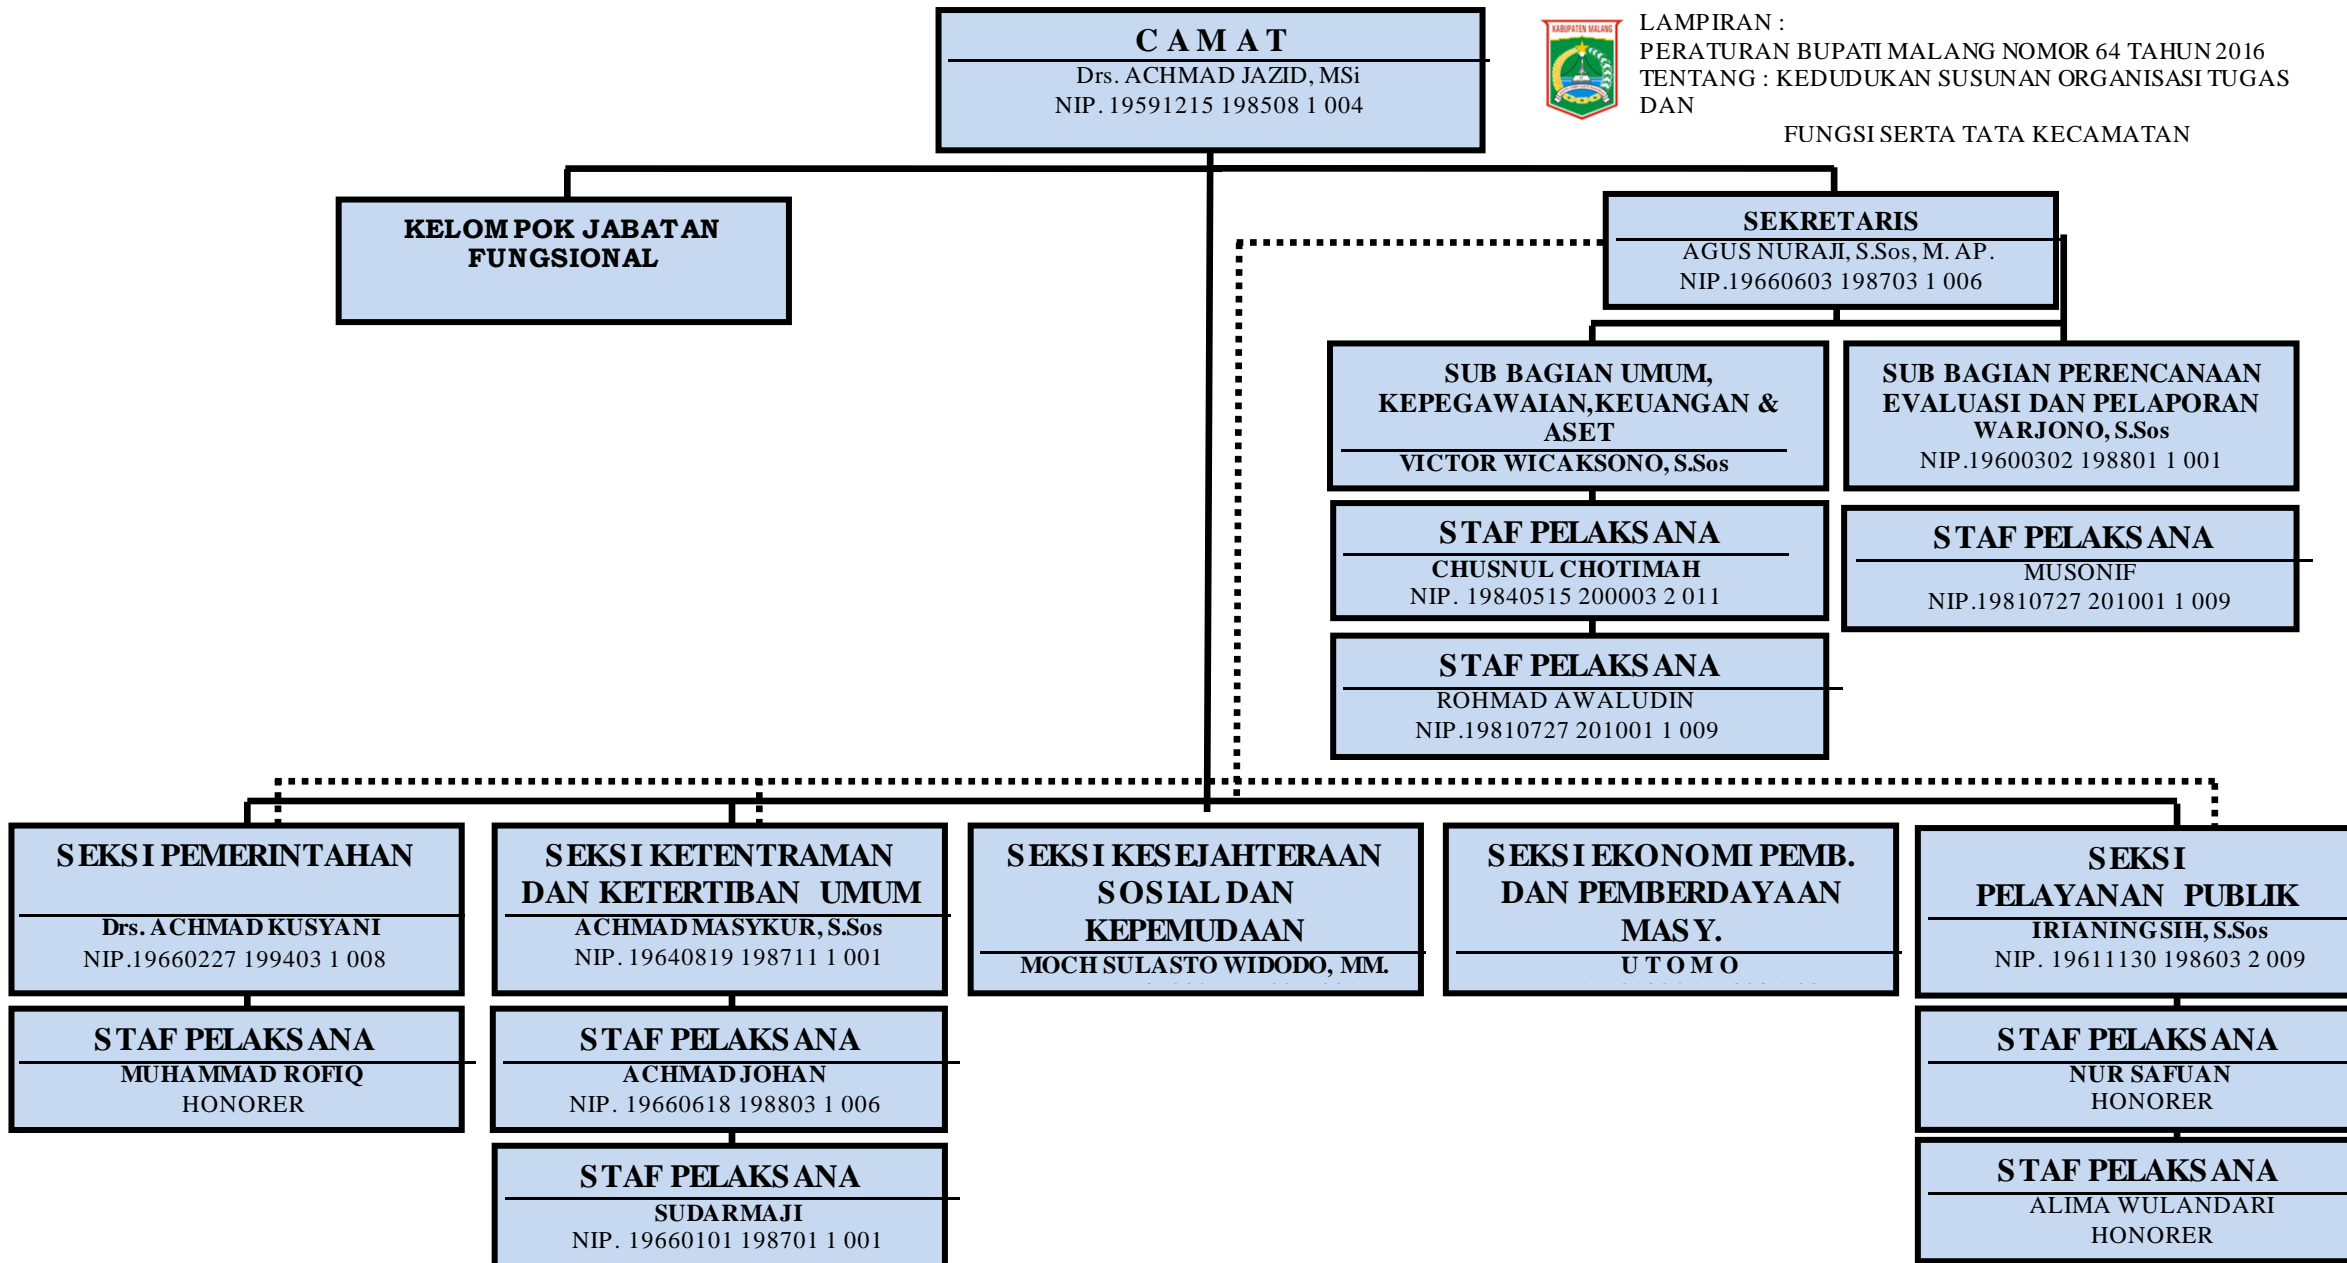 C A M A T
Drs. ACHMAD JAZID, MSi
NIP. 19591215 198508 1 004
KABUPATEN MALANG
LAMPIRAN :
PERATURAN BUPATI MALANG NOMOR 64 TAHUN 2016
TENTANG : KEDUDUKAN SUSUNAN ORGANISASI TUGAS
DAN
FUNGSI SERTA TATA KECAMATAN
KELOMPOK JABATAN
FUNGSIONAL
SEKRETARIS
AGUS NURAJI, S.Sos, M. AP.
NIP.19660603 198703 1 006
SUB BAGIAN UMUM,
KEPEGAWAIAN,KEUANGAN &
ASET
VICTOR WICAKSONO, S.Sos
SUB BAGIAN PERENCANAAN
EVALUASI DAN PELAPORAN
WARJONO, S.Sos
NIP.19600302 198801 1 001
STAF PELAKSANA
CHUSNUL CHOTIMAH
NIP. 19840515 200003 2 011
STAF PELAKSANA
MUSONIF
NIP.19810727 201001 1 009
STAF PELAKSANA
ROHMAD AWALUDIN
NIP.19810727 201001 1 009
SEKSI PEMERINTAHAN
Drs. ACHMAD KUSYANI
NIP.19660227 199403 1 008
SEKSI KETENTRAMAN
DAN KETERTIBAN UMUM
ACHMAD MASYKUR, S.Sos
NIP. 19640819 198711 1 001
SEKSI KESEJAHTERAAN
SOSIAL DAN
KEPEMUDAAN
MOCH SULASTO WIDODO, MM.
SEKSI EKONOMI PEMB.
DAN PEMBERDAYAAN
MASY.
U T O M O
SEKSI
PELAYANAN PUBLIK
IRIANINGSIH, S.Sos
NIP. 19611130 198603 2 009
STAF PELAKSANA
MUHAMMAD ROFIQ
HONORER
STAF PELAKSANA
ACHMAD JOHAN
NIP. 19660618 198803 1 006
STAF PELAKSANA
NUR SAFUAN
HONORER
STAF PELAKSANA
SUDARMAJI
NIP. 19660101 198701 1 001
STAF PELAKSANA
ALIMA WULANDARI
HONORER